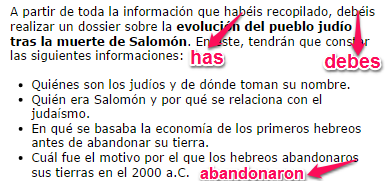 A partir de toda la información que habéis recopilado, debéis
realizar un dossier sobre la evolución del pueblo judío
tras la muerte de Salomón. En este, tendrán que constar
las siguientes informaciones: has debes
• Quiénes son los judíos y de dónde toman su nombre.
• Quién era Salomón y por qué se relaciona con el
judaísmo.
• En qué se basaba la economía de los primeros hebreos
antes de abandonar su tierra.
• Cuál fue el motivo por el que los hebreos abandonaros
sus tierras en el 2000 a.C. abandonaron